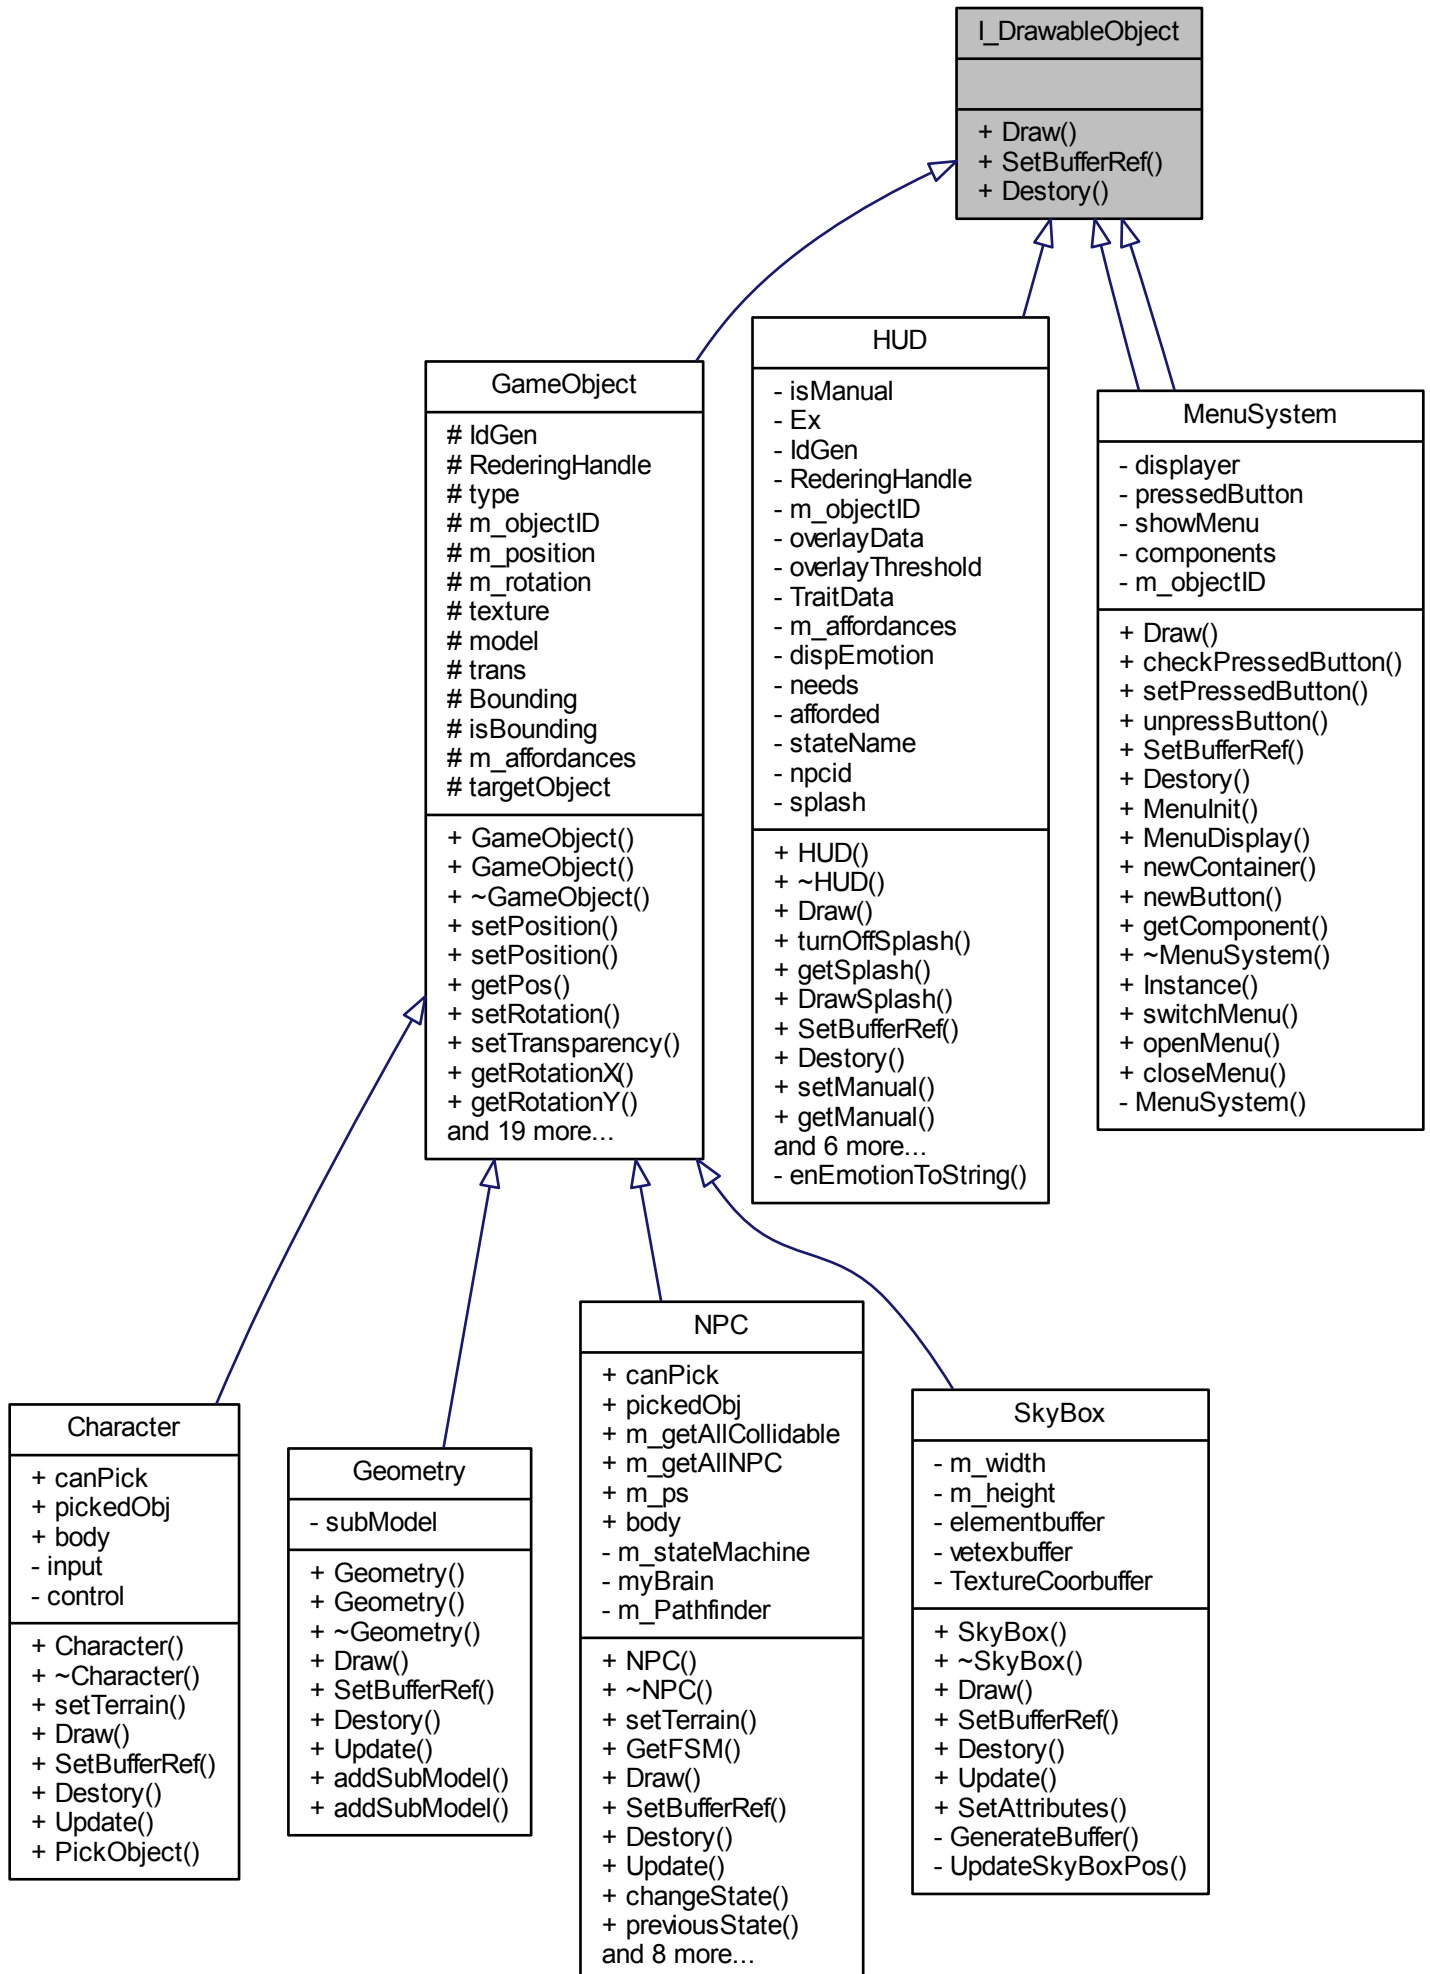 I_DrawableObject
+ Draw()
+ SetBufferRef()
+ Destory()
GameObject
# IdGen
# RederingHandle
# type
# m_objectID
# m_position
# m_rotation
# texture
# model
# trans
# Bounding
# isBounding
# m_affordances
# targetObject
+ GameObject()
+ GameObject()
+ ~GameObject()
+ setPosition()
+ setPosition()
+ getPos()
+ setRotation()
+ setTransparency()
+ getRotationX()
+ getRotationY()
and 19 more...
HUD
- isManual
- Ex
- IdGen
- RederingHandle
- m_objectID
- overlayData
- overlayThreshold
- TraitData
- m_affordances
- dispEmotion
- needs
- afforded
- stateName
- npcid
- splash
+ HUD()
+ ~HUD()
+ Draw()
+ turnOffSplash()
+ getSplash()
+ DrawSplash()
+ SetBufferRef()
+ Destory()
+ setManual()
+ getManual()
and 6 more...
- enEmotionToString()
MenuSystem
- displayer
- pressedButton
- showMenu
- components
- m_objectID
+ Draw()
+ checkPressedButton()
+ setPressedButton()
+ unpressButton()
+ SetBufferRef()
+ Destory()
+ MenuInit()
+ MenuDisplay()
+ newContainer()
+ newButton()
+ getComponent()
+ ~MenuSystem()
+ Instance()
+ switchMenu()
+ openMenu()
+ closeMenu()
- MenuSystem()
Character
+ canPick
+ pickedObj
+ body
- input
- control
+ Character()
+ ~Character()
+ setTerrain()
+ Draw()
+ SetBufferRef()
+ Destory()
+ Update()
+ PickObject()
Geometry
- subModel
+ Geometry()
+ Geometry()
+ ~Geometry()
+ Draw()
+ SetBufferRef()
+ Destory()
+ Update()
+ addSubModel()
+ addSubModel()
NPC
+ canPick
+ pickedObj
+ m_getAllCollidable
+ m_getAllNPC
+ m_ps
+ body
- m_stateMachine
- myBrain
- m_Pathfinder
+ NPC()
+ ~NPC()
+ setTerrain()
+ GetFSM()
+ Draw()
+ SetBufferRef()
+ Destory()
+ Update()
+ changeState()
+ previousState()
and 8 more...
SkyBox
- m_width
- m_height
- elementbuffer
- vetexbuffer
- TextureCoorbuffer
+ SkyBox()
+ ~SkyBox()
+ Draw()
+ SetBufferRef()
+ Destory()
+ Update()
+ SetAttributes()
- GenerateBuffer()
- UpdateSkyBoxPos()